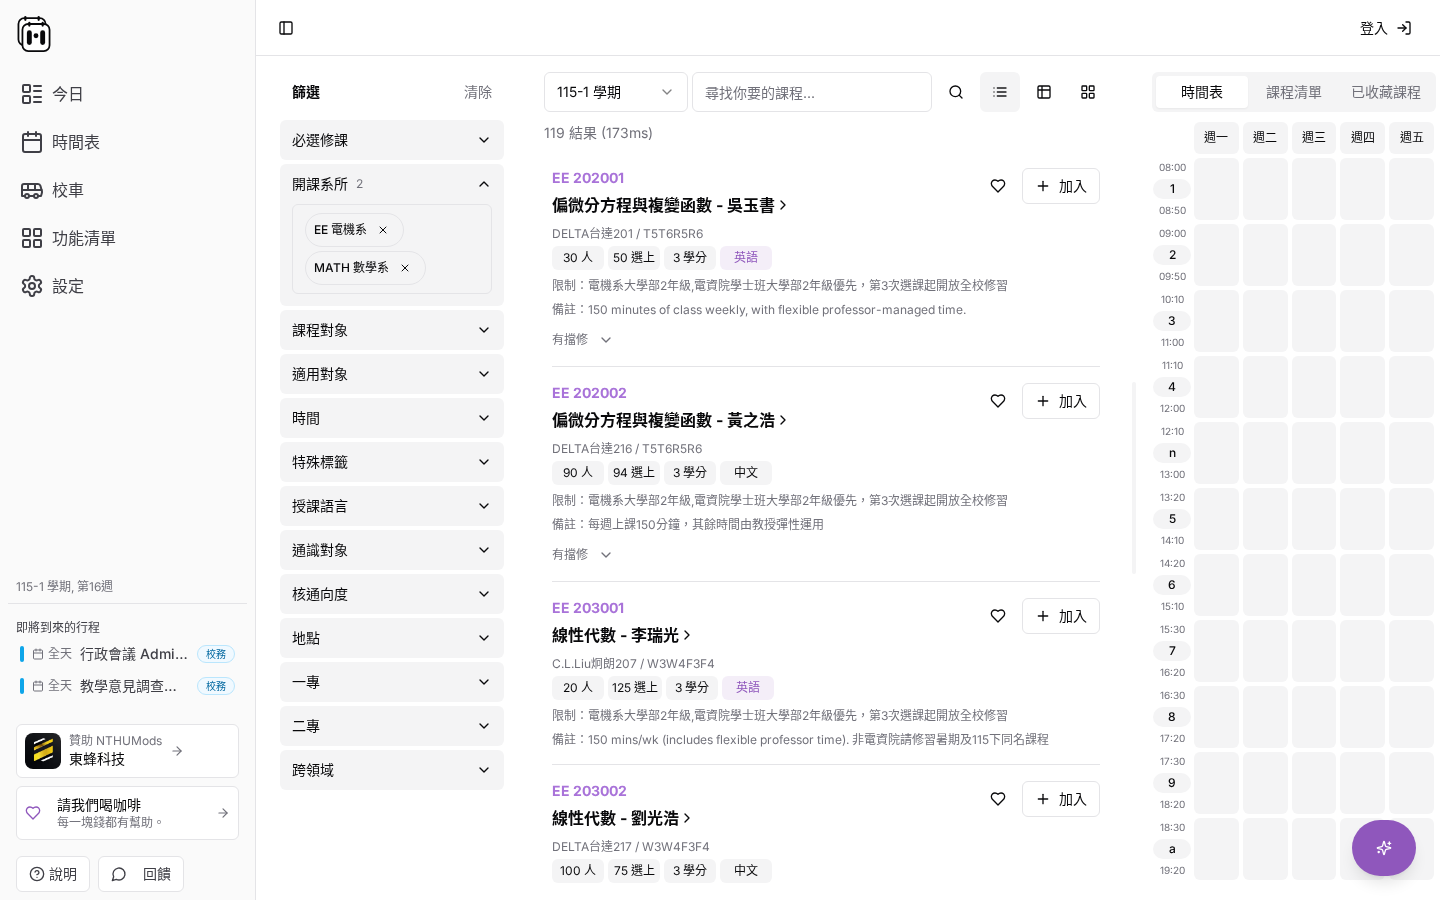 今日
時間表
校車
功能清單
設定
115-1 學期, 第16週
即將到來的行程
全天 行政會議 Admi... 校務
全天 教學意見調查... 校務
贊助 NTHUMods
東蜂科技
請我們喝咖啡
每一塊錢都有幫助。
說明 回饋
登入
篩選 清除
必選修課
開課系所 2
EE 電機系
MATH 數學系
課程對象
適用對象
時間
特殊標籤
授課語言
通識對象
核通向度
地點
一專
二專
跨領域
115-1 學期 尋找你要的課程...
119 結果 (173ms)
EE 202001
加入
偏微分方程與複變函數 - 吳玉書
DELTA台達201 / T5T6R5R6
30 人 50 選上 3 學分 英語
限制：電機系大學部2年級,電資院學士班大學部2年級優先，第3次選課起開放全校修習
備註：150 minutes of class weekly, with flexible professor-managed time.
有擋修
EE 202002
加入
偏微分方程與複變函數 - 黃之浩
DELTA台達216 / T5T6R5R6
90 人 94 選上 3 學分 中文
限制：電機系大學部2年級,電資院學士班大學部2年級優先，第3次選課起開放全校修習
備註：每週上課150分鐘，其餘時間由教授彈性運用
有擋修
EE 203001
加入
線性代數 - 李瑞光
C.L.Liu炯朗207 / W3W4F3F4
20 人 125 選上 3 學分 英語
限制：電機系大學部2年級,電資院學士班大學部2年級優先，第3次選課起開放全校修習
備註：150 mins/wk (includes flexible professor time). 非電資院請修習暑期及115下同名課程
EE 203002
加入
線性代數 - 劉光浩
DELTA台達217 / W3W4F3F4
100 人 75 選上 3 學分 中文
時間表 課程清單 已收藏課程
週一 週二 週三 週四 週五
08:00
1
08:50
09:00
2
09:50
10:10
3
11:00
11:10
4
12:00
12:10
n
13:00
13:20
5
14:10
14:20
6
15:10
15:30
7
16:20
16:30
8
17:20
17:30
9
18:20
18:30
a
19:20